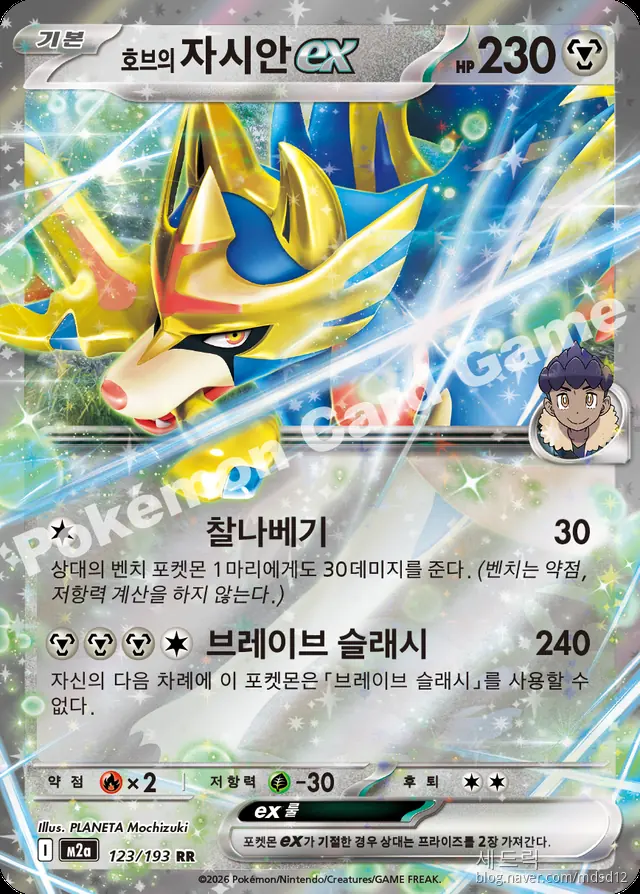 기본 호브의 자시안 ex HP 230
Pokémon Card Game
찰나베기 30
상대의 벤치 포켓몬 1마리에게도 30데미지를 준다. (벤치는 약점,
저항력 계산을 하지 않는다.)
브레이브 슬래시 240
자신의 다음 차례에 이 포켓몬은 「브레이브 슬래시」를 사용할 수
없다.
약점 ×2 저항력 -30 후퇴
ex 룰
포켓몬 ex가 기절한 경우 상대는 프라이즈를 2장 가져간다.
Illus. PLANETA Mochizuki
I m2a 123/193 RR
©2026 Pokémon/Nintendo/Creatures/GAME FREAK.
세드릭
blog.naver.com/mdsd12